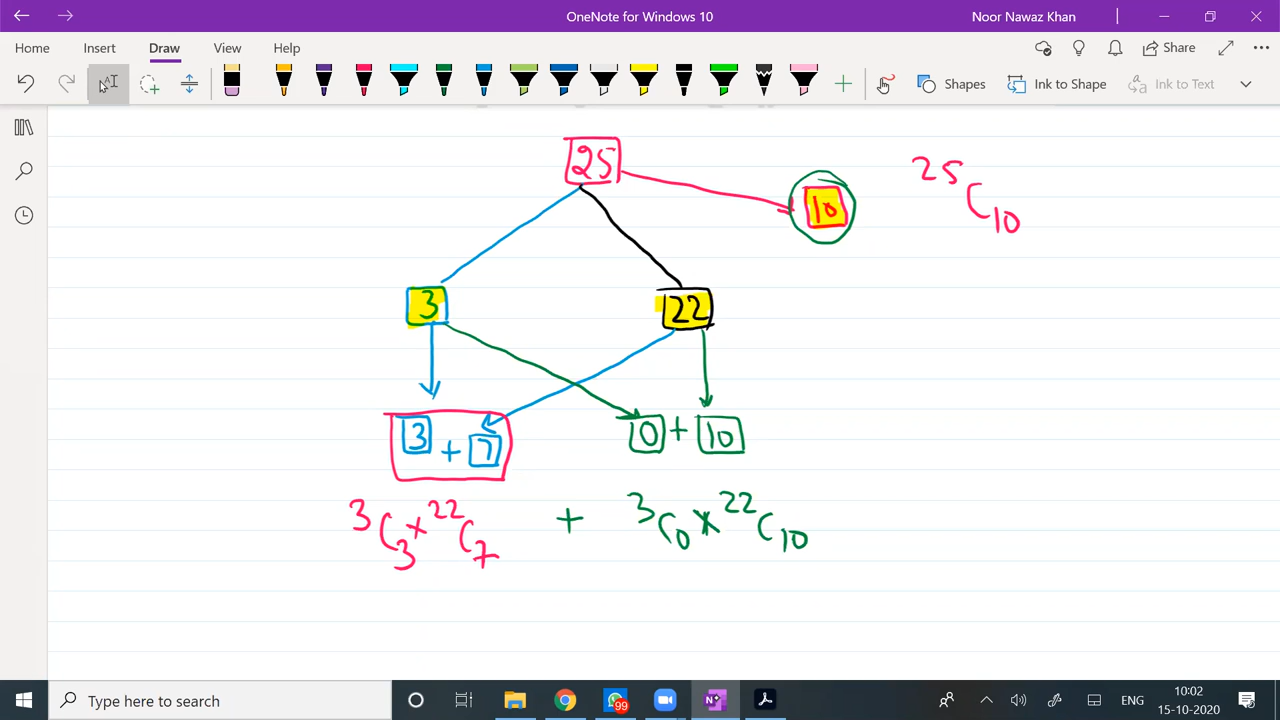 OneNote for Windows 10
Noor Nawaz Khan
Home Insert Draw View Help Share
Shapes Ink to Shape Ink to Text
25
10
25C10
3
22
3 + 7
0 + 10
3C3 x 22C7 + 3C0 x 22C10
Type here to search
99
N
ENG
10:02
15-10-2020